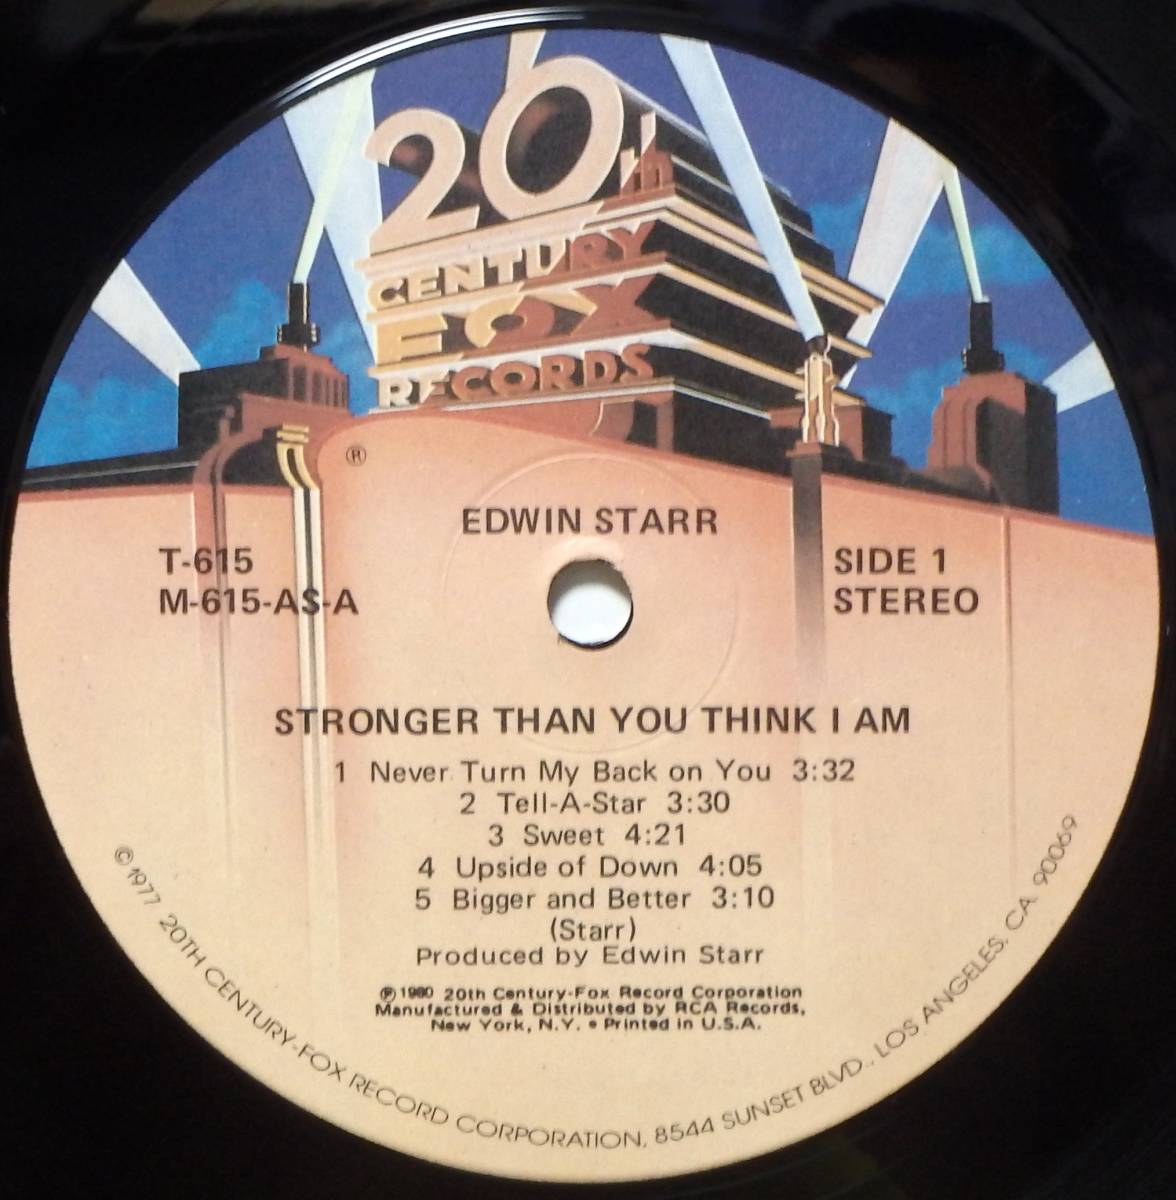 20th
CENTURY
FOX
RECORDS
®
EDWIN STARR
T-615
M-615-AS-A
SIDE 1
STEREO
STRONGER THAN YOU THINK I AM
1 Never Turn My Back on You 3:32
2 Tell-A-Star 3:30
3 Sweet 4:21
4 Upside of Down 4:05
5 Bigger and Better 3:10
(Starr)
Produced by Edwin Starr
℗ 1980 20th Century-Fox Record Corporation
Manufactured & Distributed by RCA Records,
New York, N.Y. • Printed in U.S.A.
© 1977 20TH CENTURY-FOX RECORD CORPORATION, 8544 SUNSET BLVD., LOS ANGELES, CA. 90069